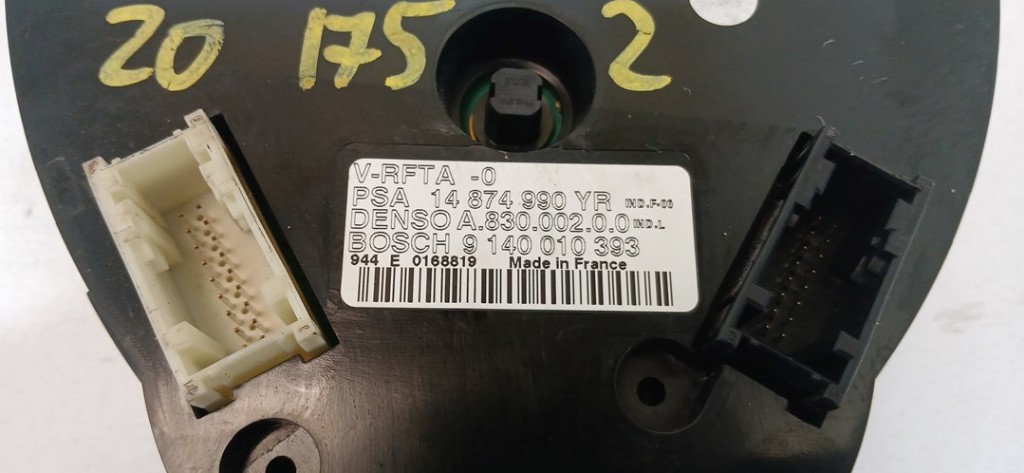 20 175 2
V-RFTA -0
PSA 14 874 990 YR IND.F-06
DENSO A.830.002.0.0 IND.L
BOSCH 9 140 010 393
944 E 0168819 Made in France